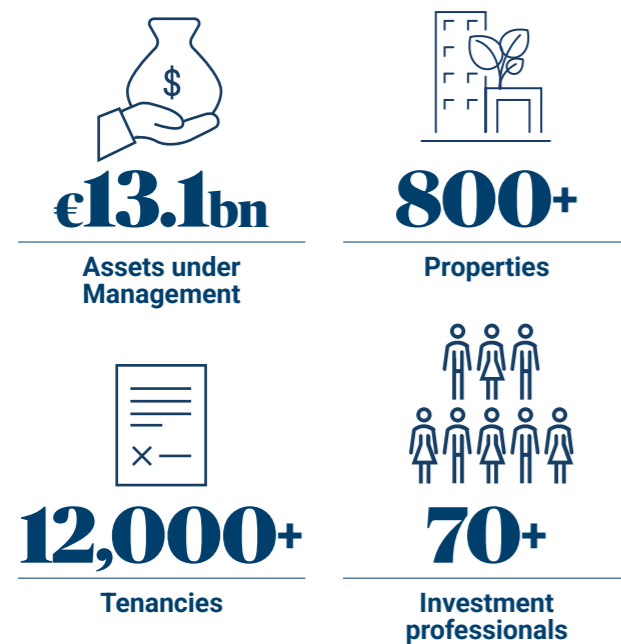 $
€13.1bn
Assets under
Management
800+
Properties
12,000+
Tenancies
70+
Investment
professionals